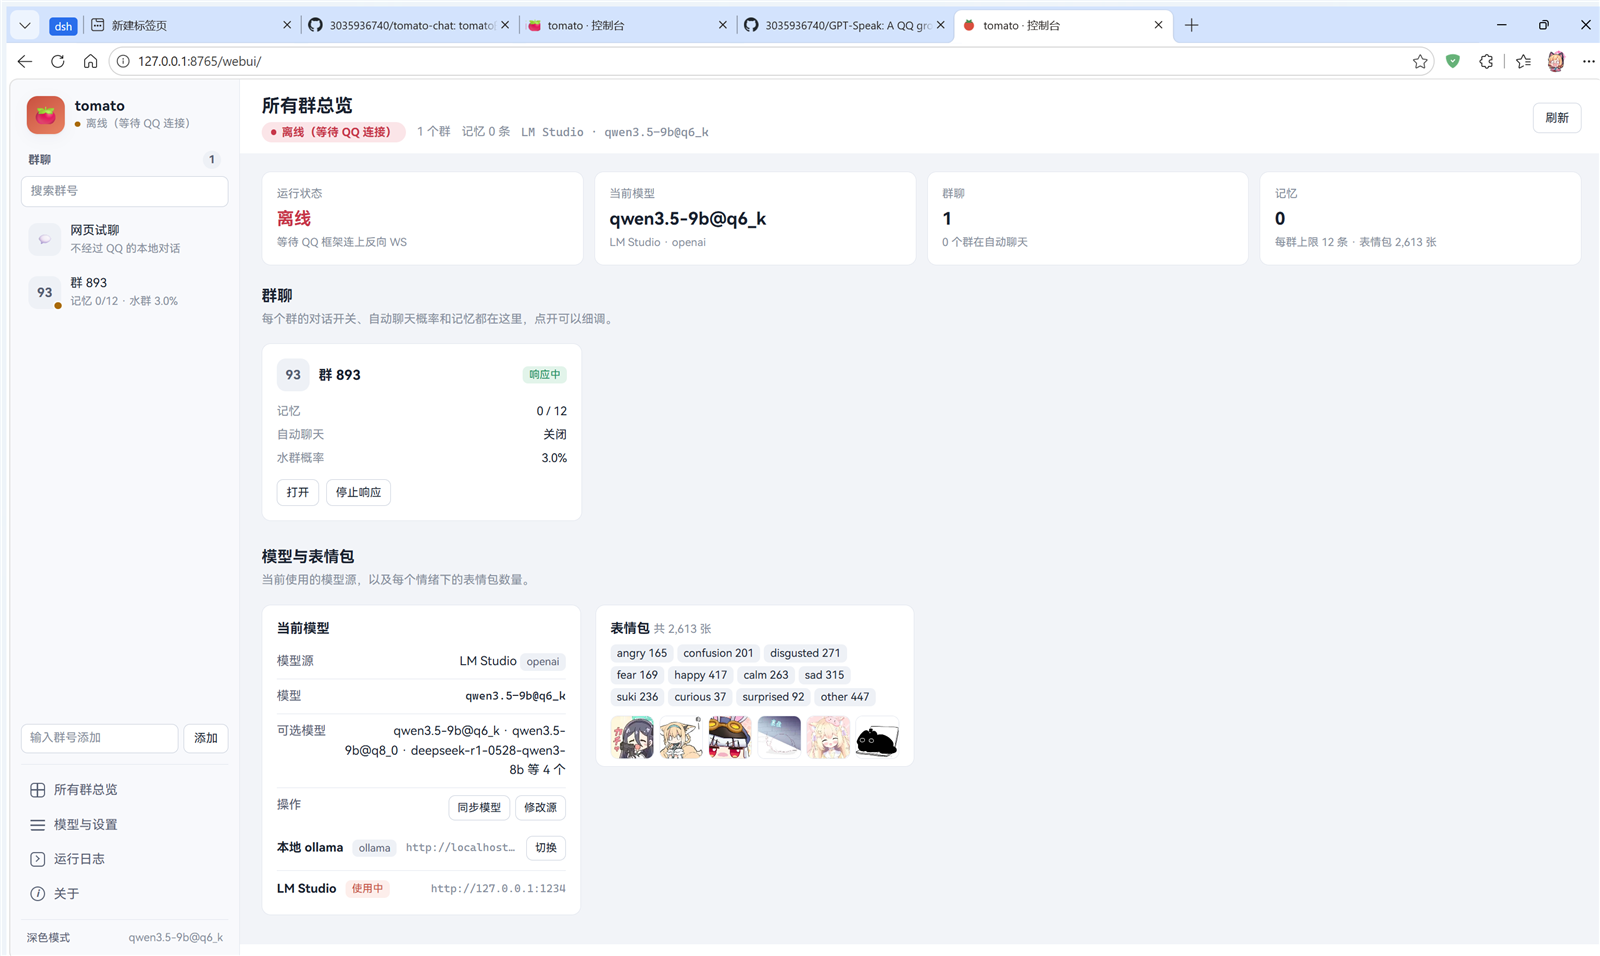 dsh
新建标签页
3035936740/tomato-chat: tomato
tomato · 控制台
3035936740/GPT-Speak: A QQ gro
tomato · 控制台
127.0.0.1:8765/webui/
tomato
离线（等待 QQ 连接）
群聊
1
搜索群号
网页试聊
不经过 QQ 的本地对话
93
群 893
记忆 0/12 · 水群 3.0%
输入群号添加
添加
所有群总览
模型与设置
运行日志
关于
深色模式
qwen3.5-9b@q6_k
所有群总览
离线（等待 QQ 连接） 1 个群 记忆 0 条 LM Studio · qwen3.5-9b@q6_k
刷新
运行状态
离线
等待 QQ 框架连上反向 WS
当前模型
qwen3.5-9b@q6_k
LM Studio · openai
群聊
1
0 个群在自动聊天
记忆
0
每群上限 12 条 · 表情包 2,613 张
群聊
每个群的对话开关、自动聊天概率和记忆都在这里，点开可以细调。
93 群 893 响应中
记忆 0 / 12
自动聊天 关闭
水群概率 3.0%
打开 停止响应
模型与表情包
当前使用的模型源，以及每个情绪下的表情包数量。
当前模型
模型源 LM Studio openai
模型 qwen3.5-9b@q6_k
可选模型 qwen3.5-9b@q6_k · qwen3.5-
9b@q8_0 · deepseek-r1-0528-qwen3-
8b 等 4 个
操作 同步模型 修改源
本地 ollama ollama http://localhost… 切换
LM Studio 使用中 http://127.0.0.1:1234
表情包 共 2,613 张
angry 165 confusion 201 disgusted 271
fear 169 happy 417 calm 263 sad 315
suki 236 curious 37 surprised 92 other 447